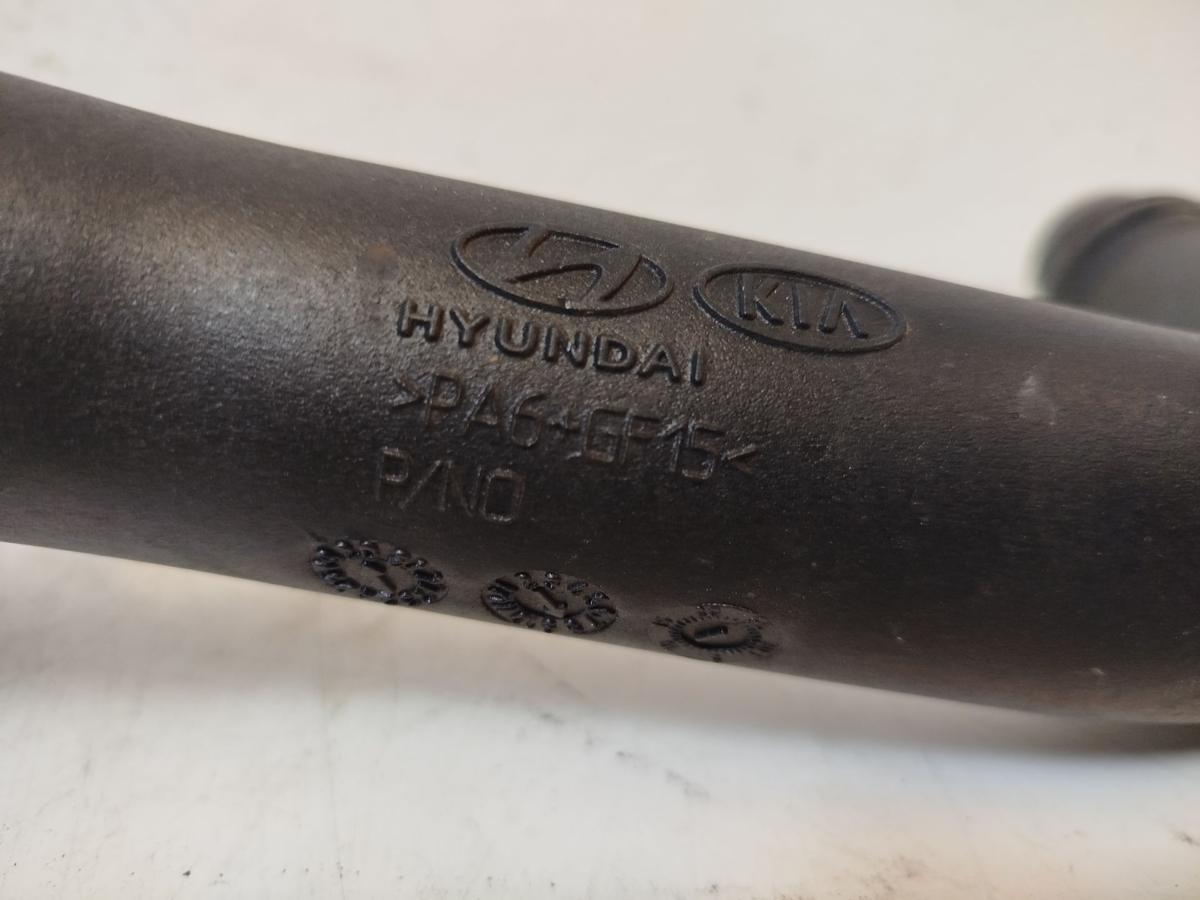 KIA
HYUNDAI
>PA6+GF15<
P/NO